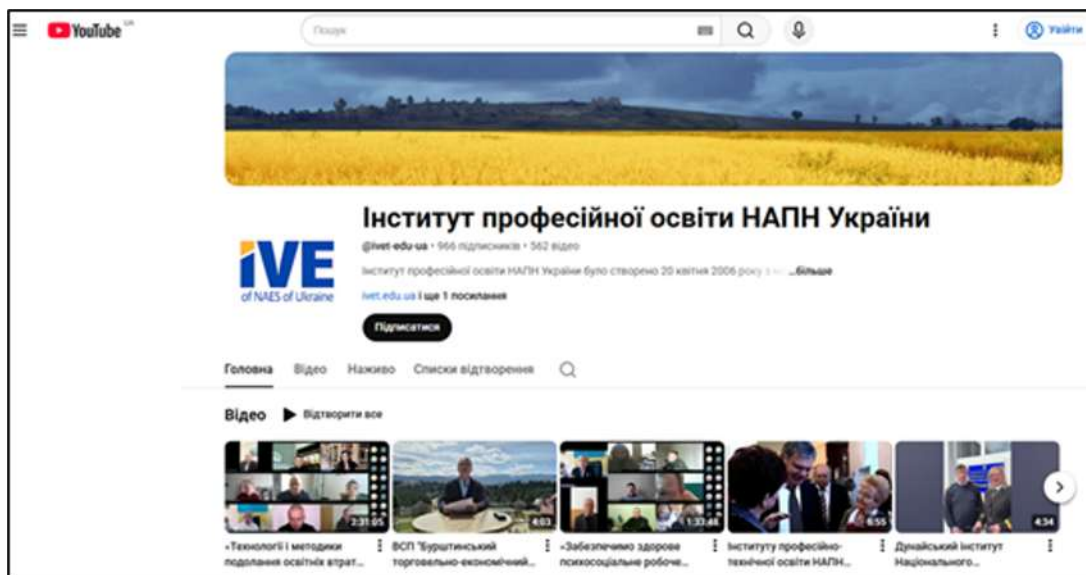 YouTube UA
Пошук
Увійти
Інститут професійної освіти НАПН України
iVE
of NAES of Ukraine
@ivet-edu-ua • 966 підписників • 562 відео
Інститут професійної освіти НАПН України було створено 20 квітня 2006 року з ...більше
ivet.edu.ua і ще 1 посилання
Підписатися
Головна Відео Наживо Списки відтворення
Відео Відтворити все
2:31:05 4:03 1:33:48 6:55 4:34
«Технології і методики подолання освітніх втрат...
ВСП "Бурштинський торговельно-економічний...
«Забезпечимо здорове психосоціальне робоче...
Інституту професійно-технічної освіти НАПН...
Дунайський інститут Національного...